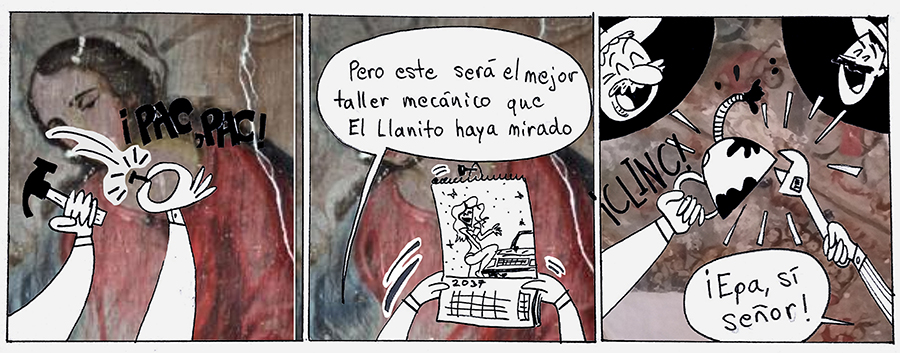 ¡PAC, PAC!
Pero este será el mejor
taller mecánico que
El Llanito haya mirado
2037
¡CLINC!
¡Epa, sí
señor!